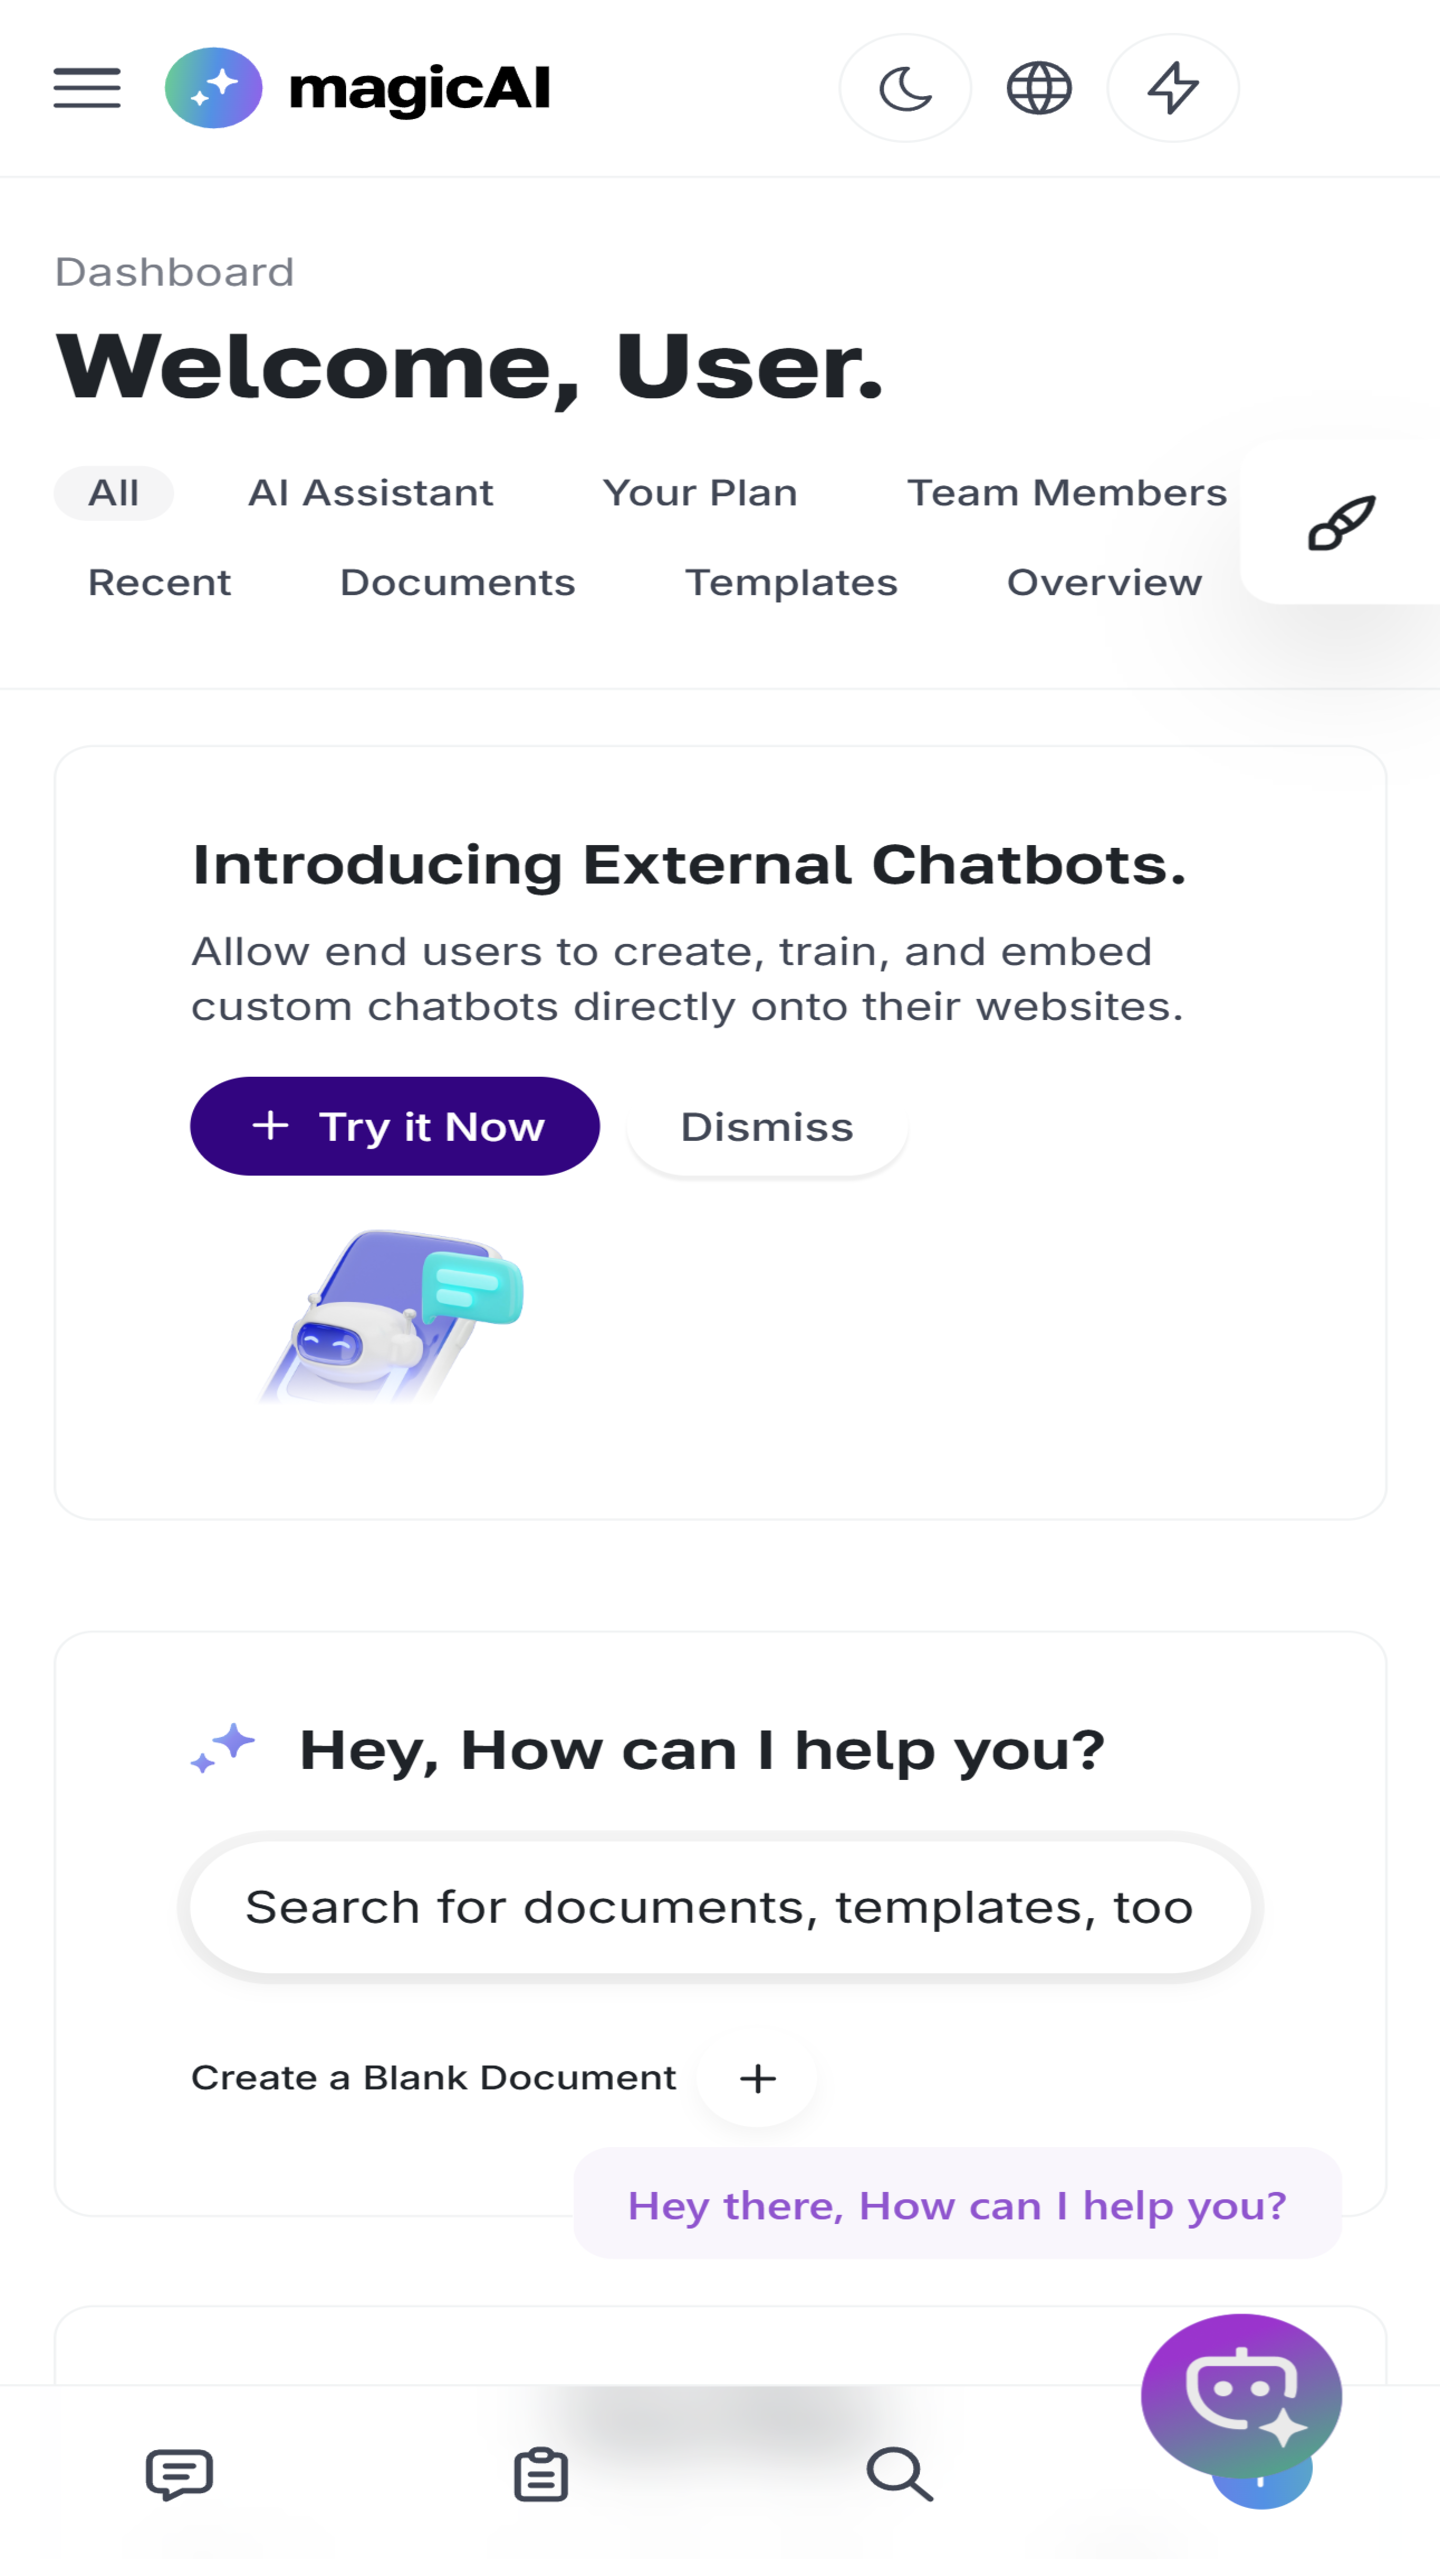 magicAI
Dashboard
Welcome, User.
All AI Assistant Your Plan Team Members
Recent Documents Templates Overview
Introducing External Chatbots.
Allow end users to create, train, and embed
custom chatbots directly onto their websites.
Try it Now Dismiss
Hey, How can I help you?
Search for documents, templates, too
Create a Blank Document
Hey there, How can I help you?